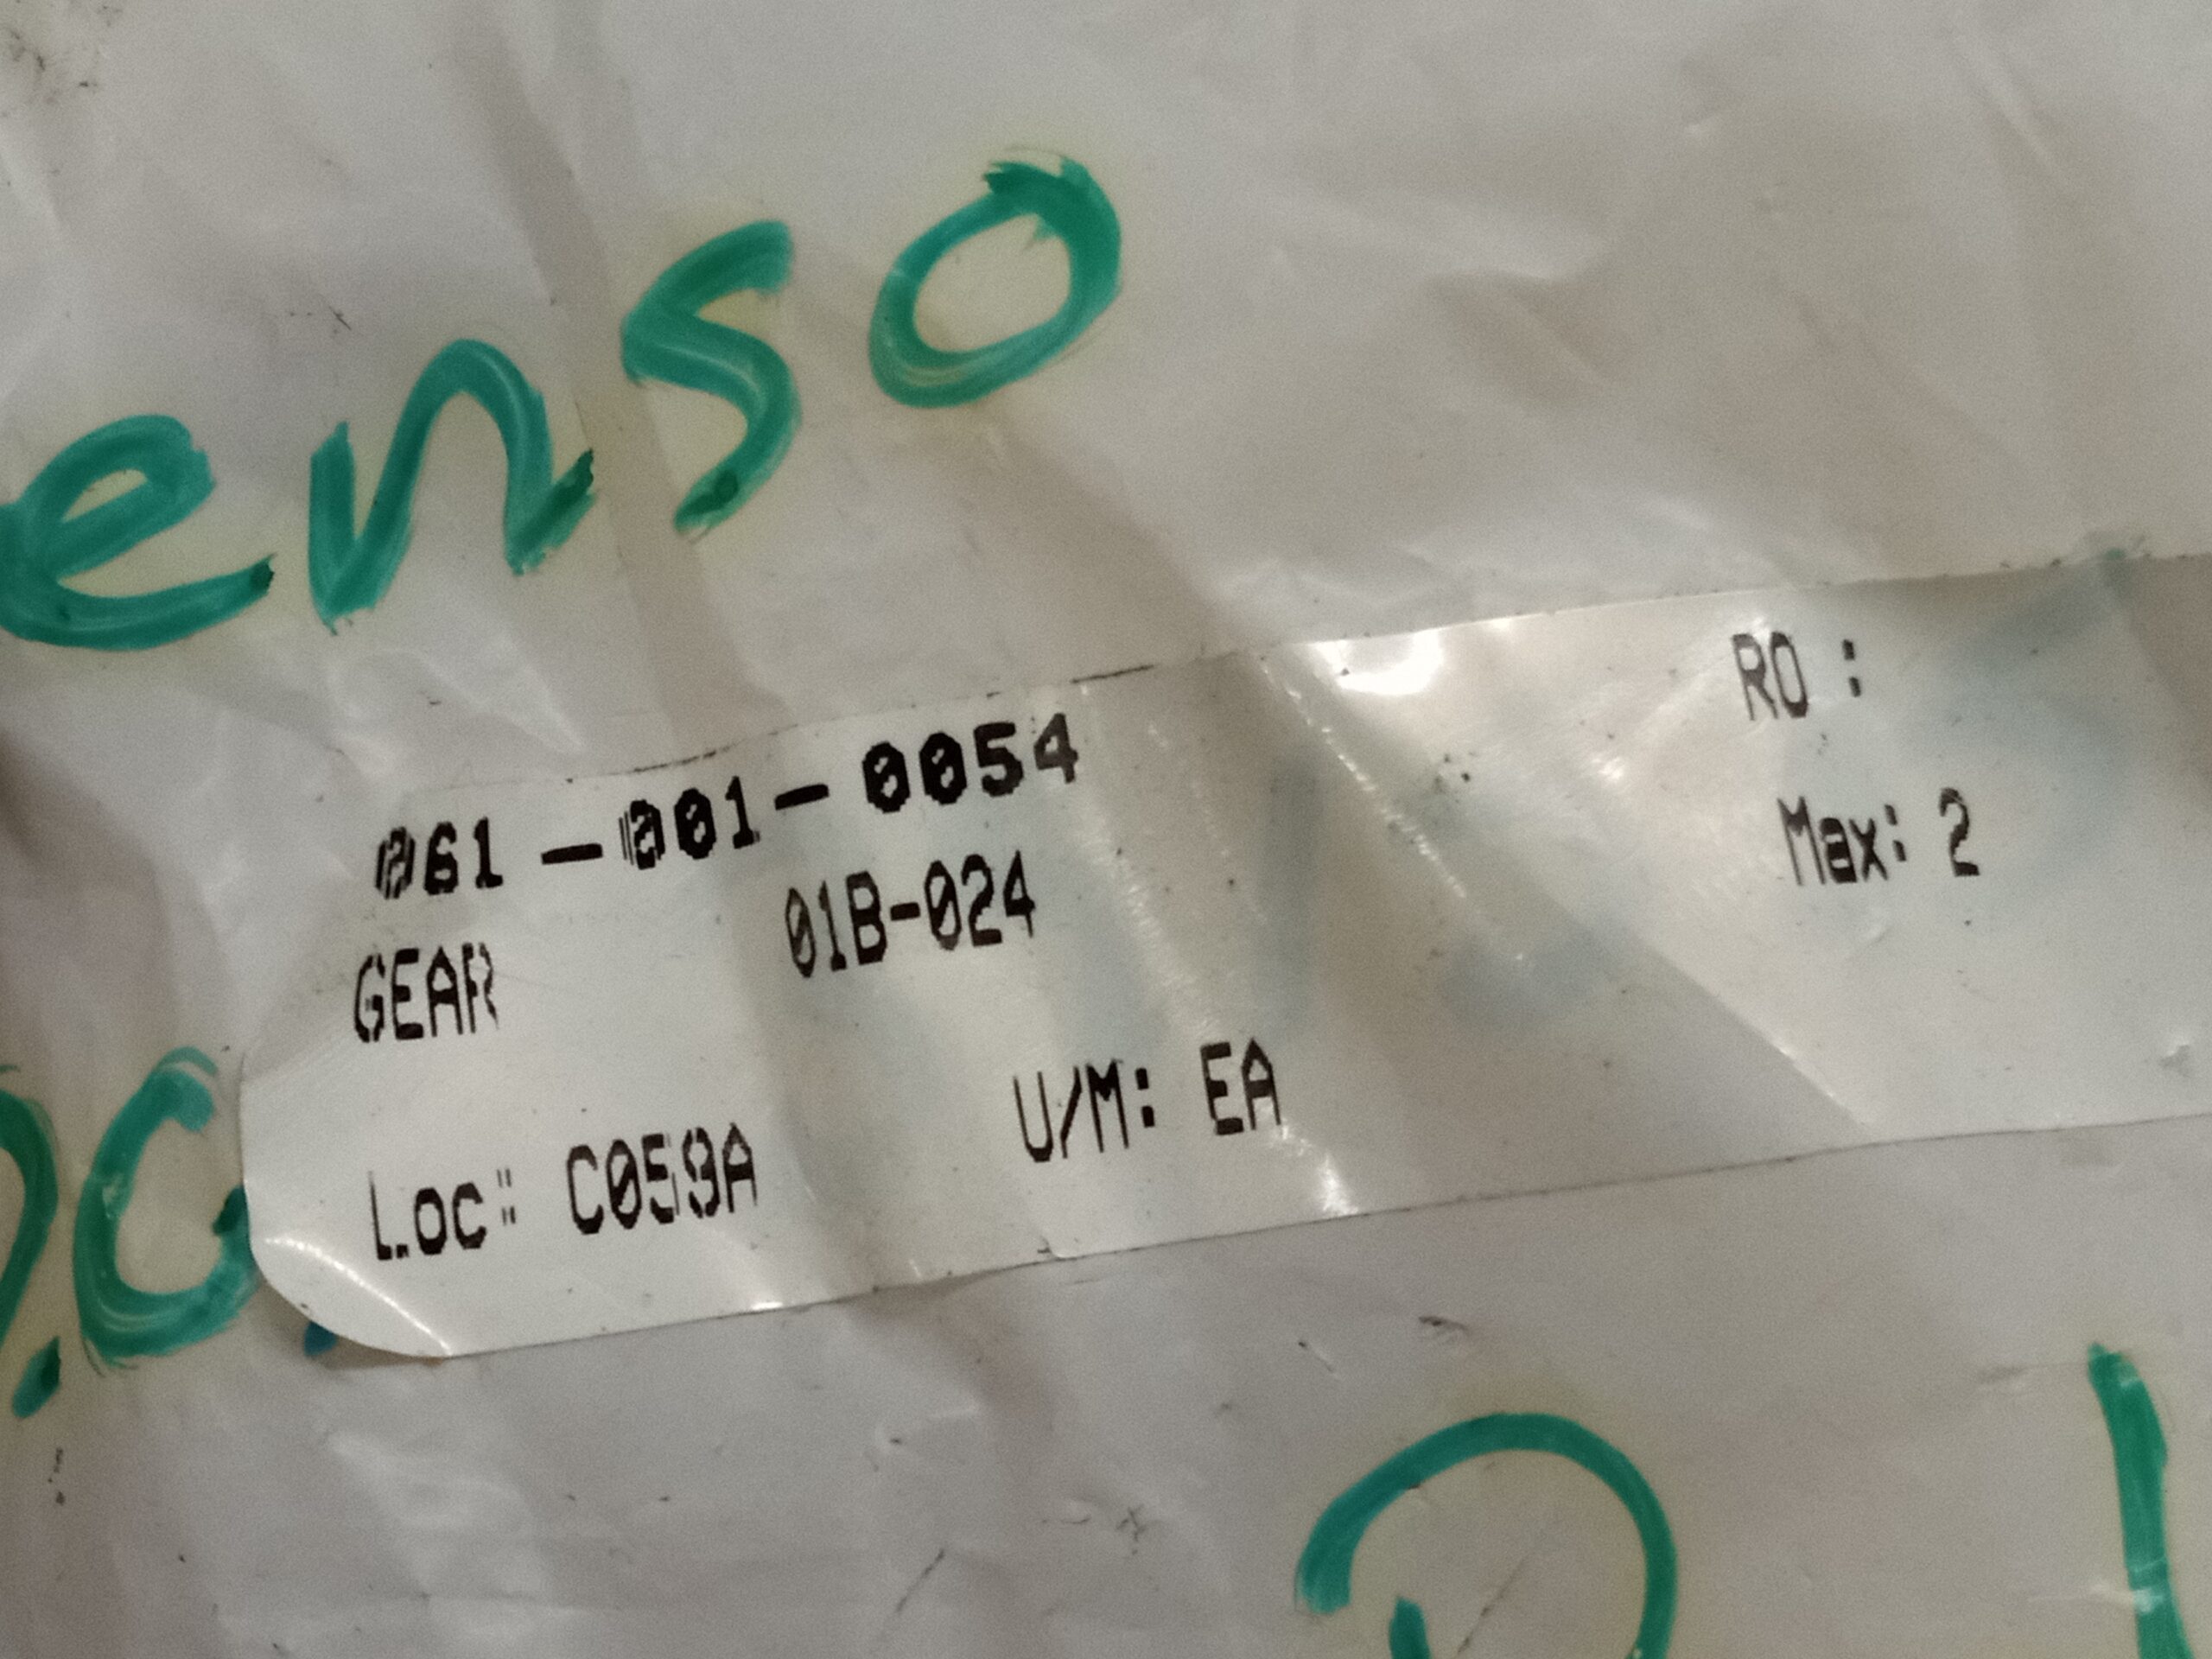 enso
061-001-0054
RO :
GEAR 01B-024
Max: 2
Loc: C059A U/M: EA